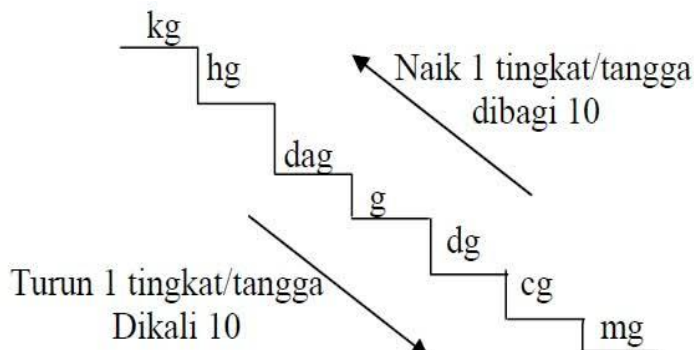 kg
hg
Naik 1 tingkat/tangga
dibagi 10
dag
g
dg
Turun 1 tingkat/tangga
Dikali 10
cg
mg